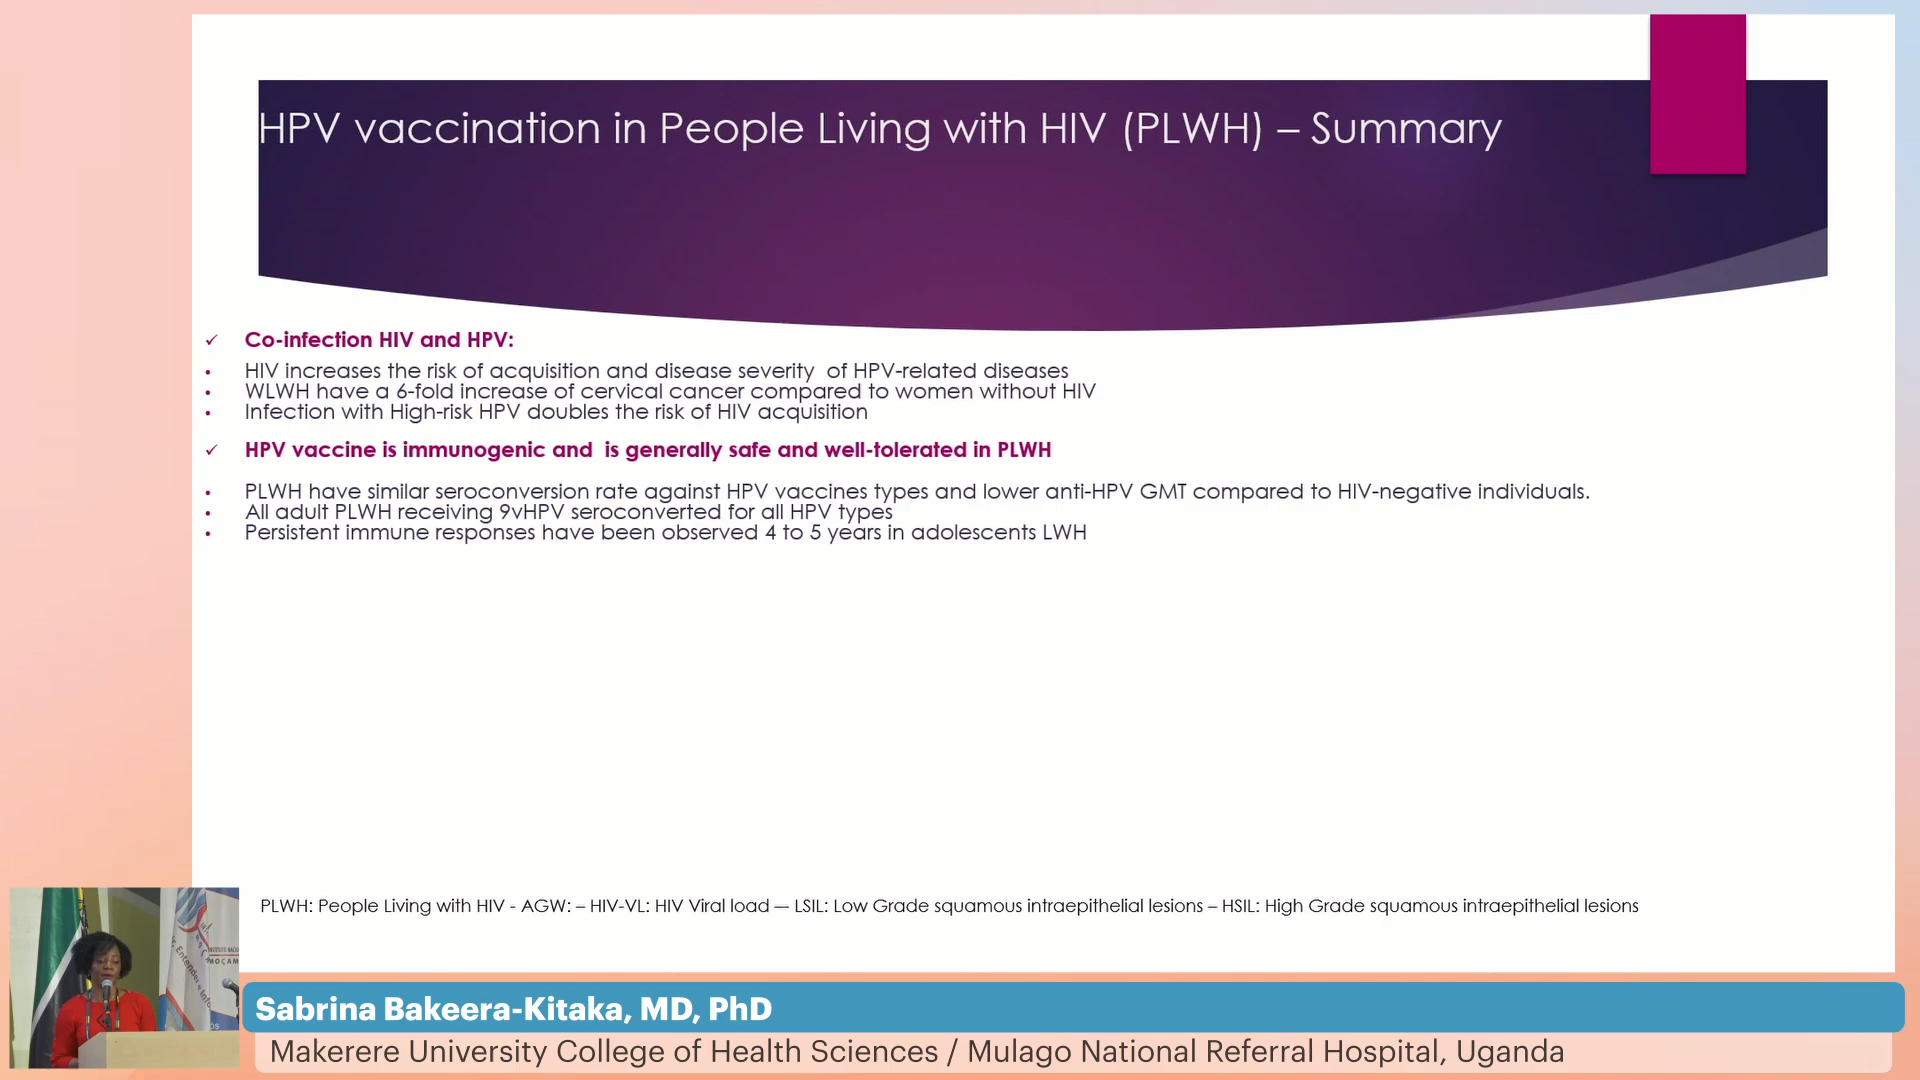 HPV vaccination in People Living with HIV (PLWH) – Summary
✓ Co-infection HIV and HPV:
• HIV increases the risk of acquisition and disease severity of HPV-related diseases
• WLWH have a 6-fold increase of cervical cancer compared to women without HIV
• Infection with High-risk HPV doubles the risk of HIV acquisition
✓ HPV vaccine is immunogenic and is generally safe and well-tolerated in PLWH
• PLWH have similar seroconversion rate against HPV vaccines types and lower anti-HPV GMT compared to HIV-negative individuals.
• All adult PLWH receiving 9vHPV seroconverted for all HPV types
• Persistent immune responses have been observed 4 to 5 years in adolescents LWH
PLWH: People Living with HIV - AGW: – HIV-VL: HIV Viral load –- LSIL: Low Grade squamous intraepithelial lesions – HSIL: High Grade squamous intraepithelial lesions
Sabrina Bakeera-Kitaka, MD, PhD
Makerere University College of Health Sciences / Mulago National Referral Hospital, Uganda